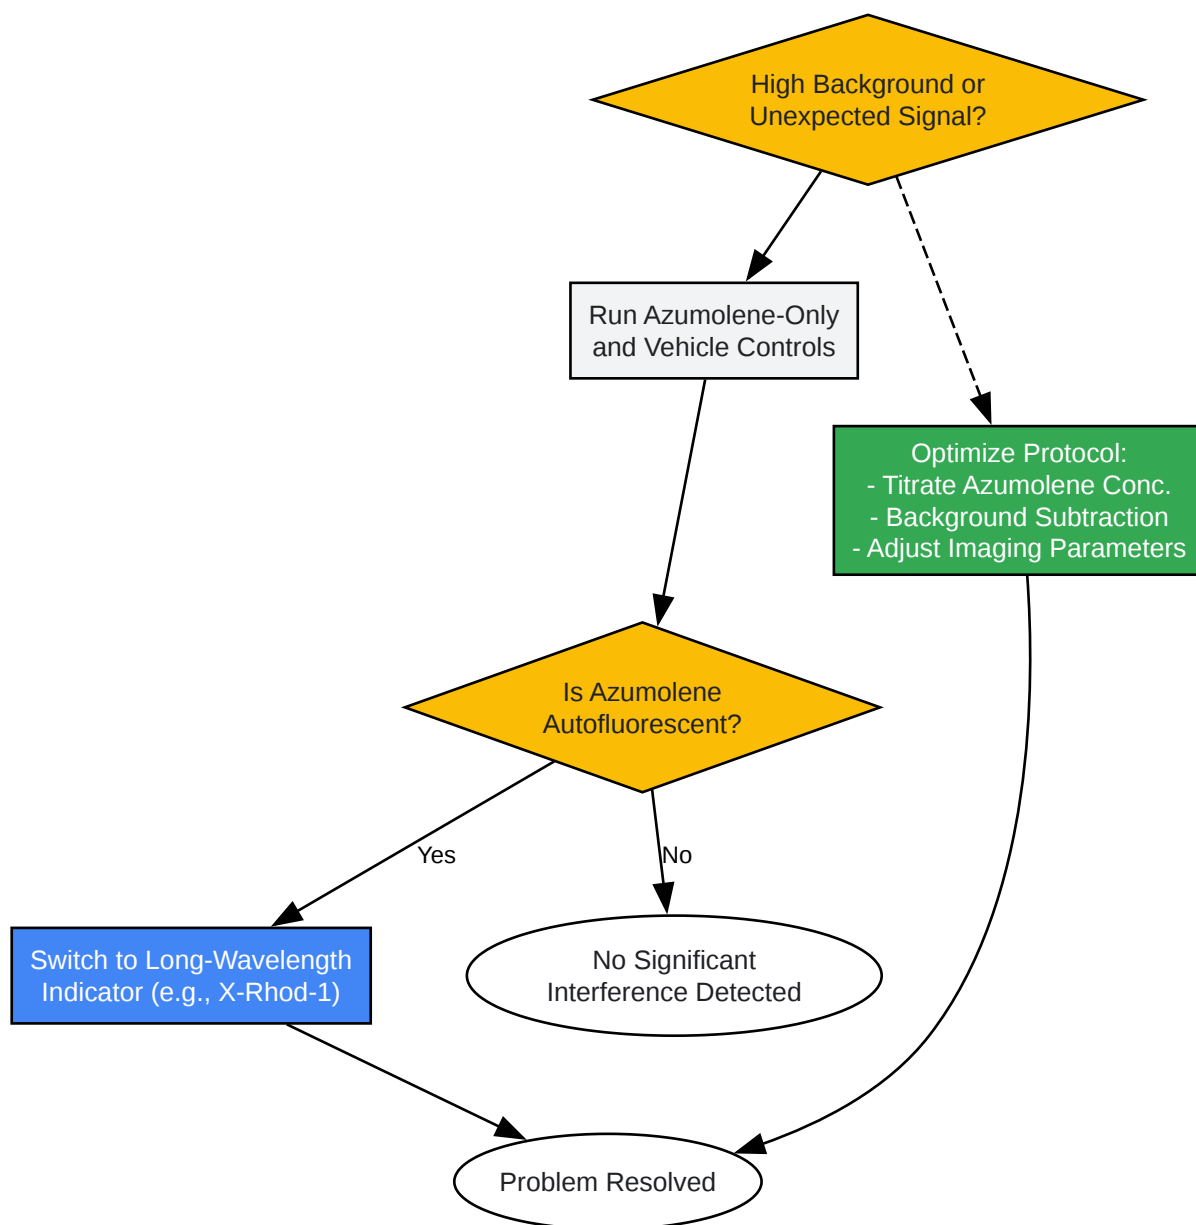 High Background or
Unexpected Signal?
Run Azumolene-Only
and Vehicle Controls
Optimize Protocol:
- Titrate Azumolene Conc.
- Background Subtraction
- Adjust Imaging Parameters
Is Azumolene
Autofluorescent?
Yes
No
Switch to Long-Wavelength
Indicator (e.g., X-Rhod-1)
No Significant
Interference Detected
Problem Resolved